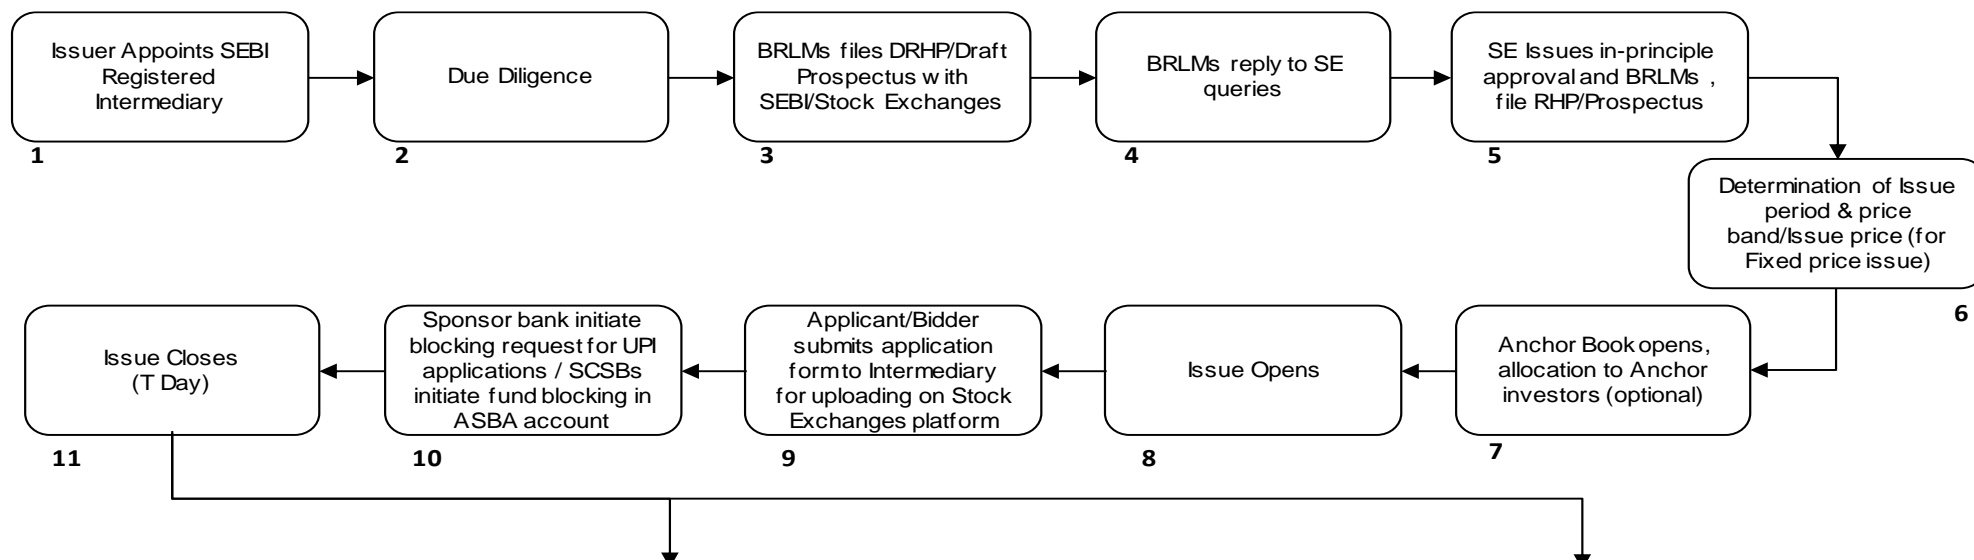 Issuer Appoints SEBI
Registered
Intermediary
1
Due Diligence
2
BRLMs files DRHP/Draft
Prospectus with
SEBI/Stock Exchanges
3
BRLMs reply to SE
queries
4
SE Issues in-principle
approval and BRLMs ,
file RHP/Prospectus
5
Determination of Issue
period & price
band/Issue price (for
Fixed price issue)
6
Anchor Book opens,
allocation to Anchor
investors (optional)
7
Issue Opens
8
Applicant/Bidder
submits application
form to Intermediary
for uploading on Stock
Exchanges platform
9
Sponsor bank initiate
blocking request for UPI
applications / SCSBs
initiate fund blocking in
ASBA account
10
Issue Closes
(T Day)
11